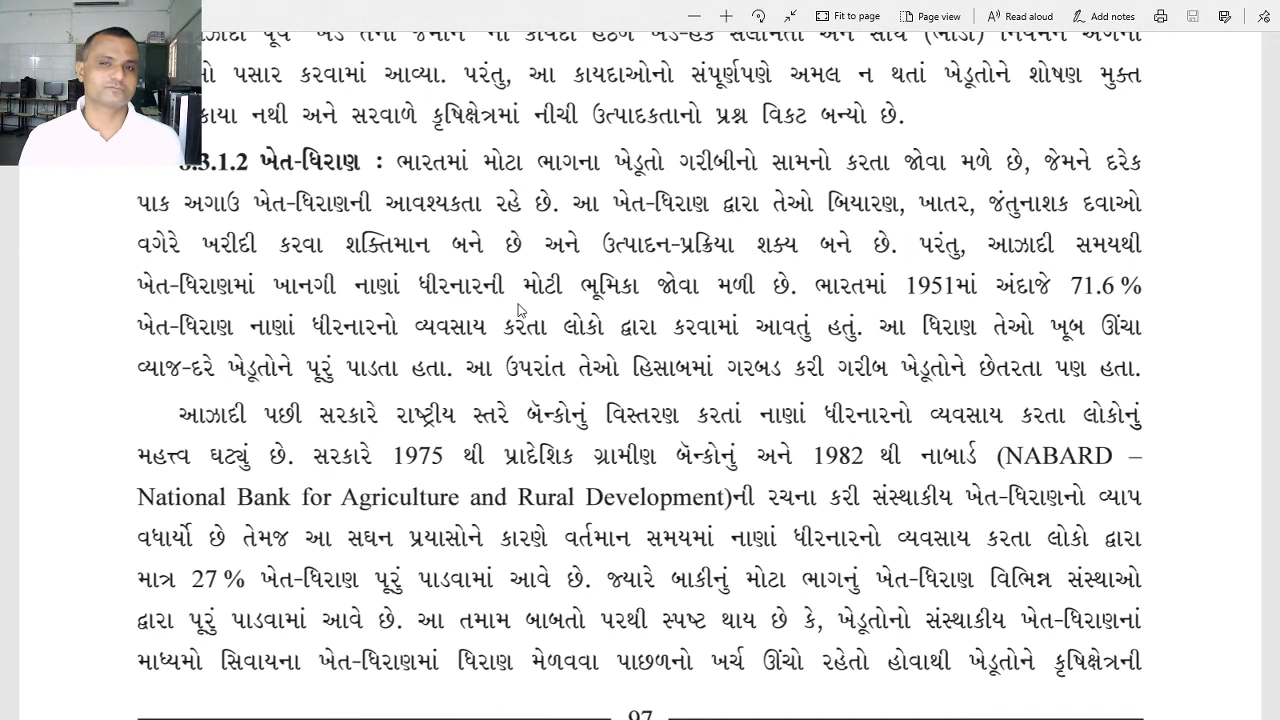 Fit to page
Page view
Read aloud
Add notes
પસાર કરવામાં આવ્યા. પરંતુ, આ કાયદાઓનો સંપૂર્ણપણે અમલ ન થતાં ખેડૂતોને શોષણ મુક્ત
નથી અને સરવાળે કૃષિક્ષેત્રમાં નીચી ઉત્પાદકતાનો પ્રશ્ન વિકટ બન્યો છે.
.3.1.2 ખેત-ધિરાણ : ભારતમાં મોટા ભાગના ખેડૂતો ગરીબીનો સામનો કરતા જોવા મળે છે, જેમને દરેક
પાક અગાઉ ખેત-ધિરાણની આવશ્યકતા રહે છે. આ ખેત-ધિરાણ દ્વારા તેઓ બિયારણ, ખાતર, જંતુનાશક દવાઓ
વગેરે ખરીદી કરવા શક્તિમાન બને છે અને ઉત્પાદન-પ્રક્રિયા શક્ય બને છે. પરંતુ, આઝાદી સમયથી
ખેત-ધિરાણમાં ખાનગી નાણાં ધીરનારની મોટી ભૂમિકા જોવા મળી છે. ભારતમાં 1951માં અંદાજે 71.6 %
ખેત-ધિરાણ નાણાં ધીરનારનો વ્યવસાય કરતા લોકો દ્વારા કરવામાં આવતું હતું. આ ધિરાણ તેઓ ખૂબ ઊંચા
વ્યાજ-દરે ખેડૂતોને પૂરું પાડતા હતા. આ ઉપરાંત તેઓ હિસાબમાં ગરબડ કરી ગરીબ ખેડૂતોને છેતરતા પણ હતા.
આઝાદી પછી સરકારે રાષ્ટ્રીય સ્તરે બૅન્કોનું વિસ્તરણ કરતાં નાણાં ધીરનારનો વ્યવસાય કરતા લોકોનું
મહત્ત્વ ઘટ્યું છે. સરકારે 1975 થી પ્રાદેશિક ગ્રામીણ બૅન્કોનું અને 1982 થી નાબાર્ડ (NABARD –
National Bank for Agriculture and Rural Development)ની રચના કરી સંસ્થાકીય ખેત-ધિરાણનો વ્યાપ
વધાર્યો છે તેમજ આ સઘન પ્રયાસોને કારણે વર્તમાન સમયમાં નાણાં ધીરનારનો વ્યવસાય કરતા લોકો દ્વારા
માત્ર 27 % ખેત-ધિરાણ પૂરું પાડવામાં આવે છે. જ્યારે બાકીનું મોટા ભાગનું ખેત-ધિરાણ વિભિન્ન સંસ્થાઓ
દ્વારા પૂરું પાડવામાં આવે છે. આ તમામ બાબતો પરથી સ્પષ્ટ થાય છે કે, ખેડૂતોનો સંસ્થાકીય ખેત-ધિરાણનાં
માધ્યમો સિવાયના ખેત-ધિરાણમાં ધિરાણ મેળવવા પાછળનો ખર્ચ ઊંચો રહેતો હોવાથી ખેડૂતોને કૃષિક્ષેત્રની
97